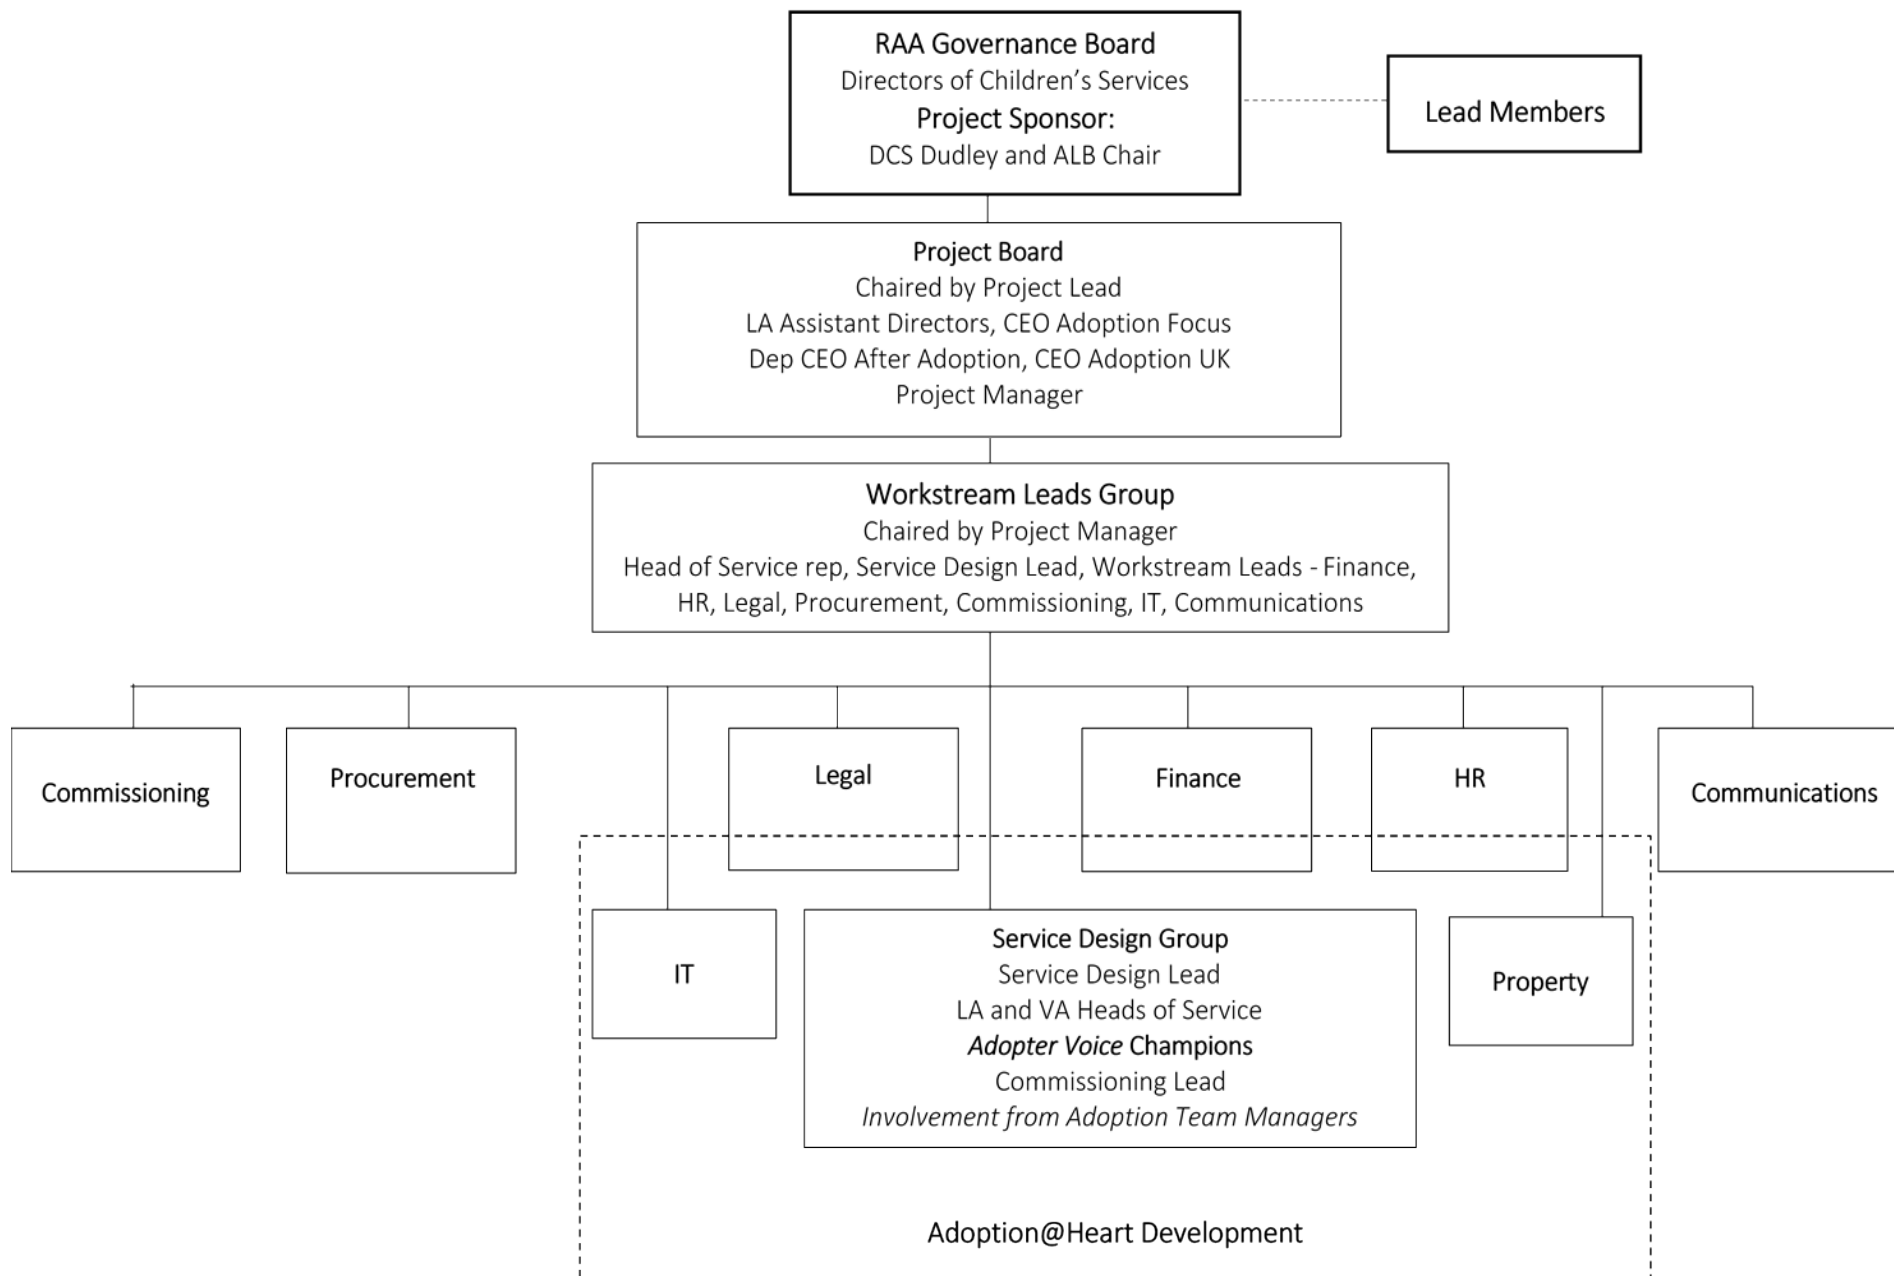 RAA Governance Board
Directors of Children’s Services
Project Sponsor:
DCS Dudley and ALB Chair
Lead Members
Project Board
Chaired by Project Lead
LA Assistant Directors, CEO Adoption Focus
Dep CEO After Adoption, CEO Adoption UK
Project Manager
Workstream Leads Group
Chaired by Project Manager
Head of Service rep, Service Design Lead, Workstream Leads - Finance,
HR, Legal, Procurement, Commissioning, IT, Communications
Commissioning
Procurement
Legal
Finance
HR
Communications
IT
Service Design Group
Service Design Lead
LA and VA Heads of Service
Adopter Voice Champions
Commissioning Lead
Involvement from Adoption Team Managers
Property
Adoption@Heart Development